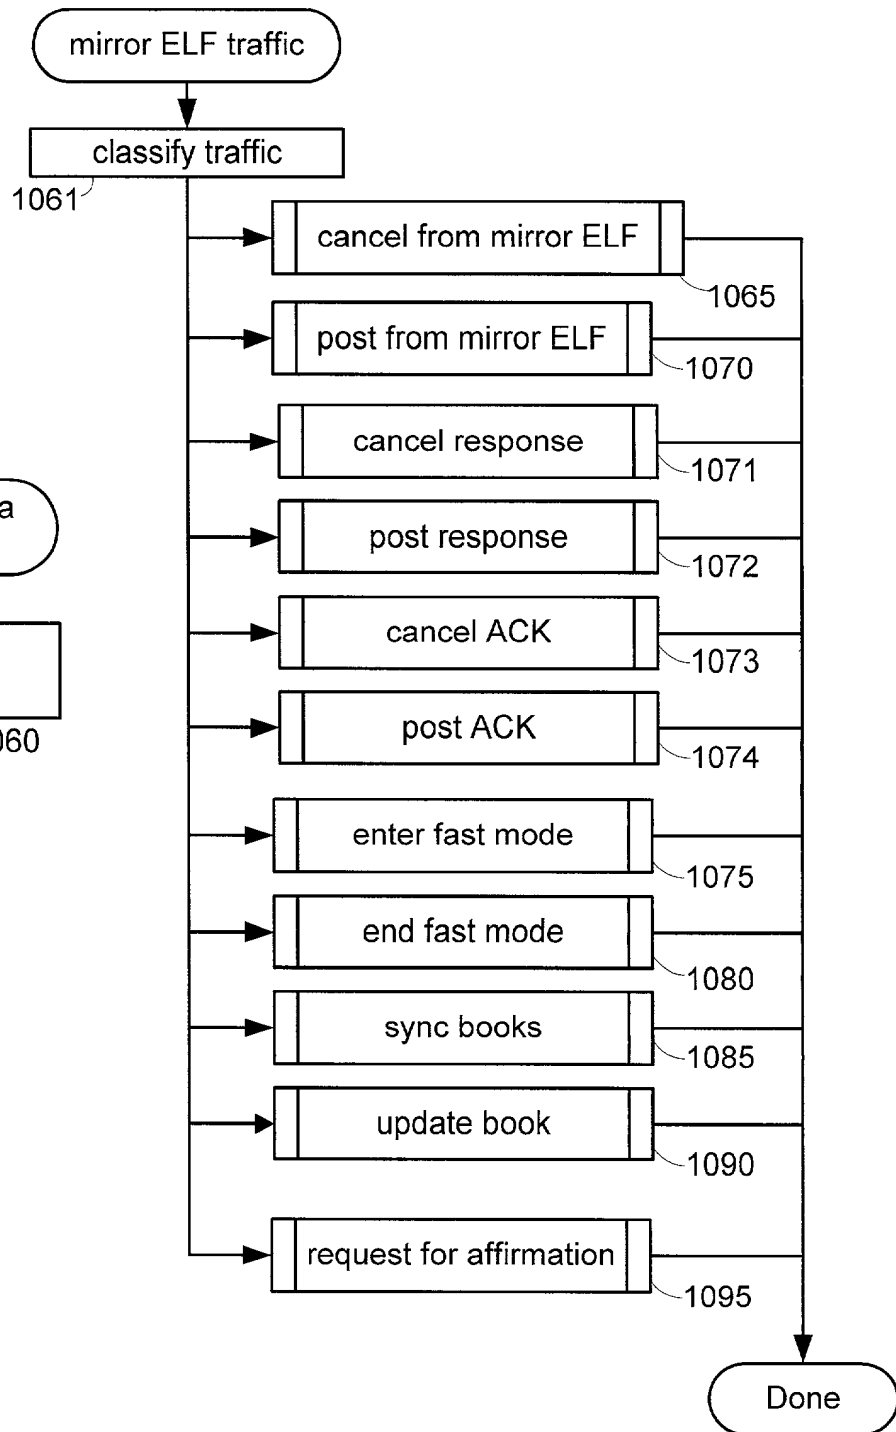 mirror ELF traffic
classify traffic
1061
cancel from mirror ELF
1065
post from mirror ELF
1070
cancel response
1071
a
post response
1072
cancel ACK
1073
060
post ACK
1074
enter fast mode
1075
end fast mode
1080
sync books
1085
update book
1090
request for affirmation
1095
Done